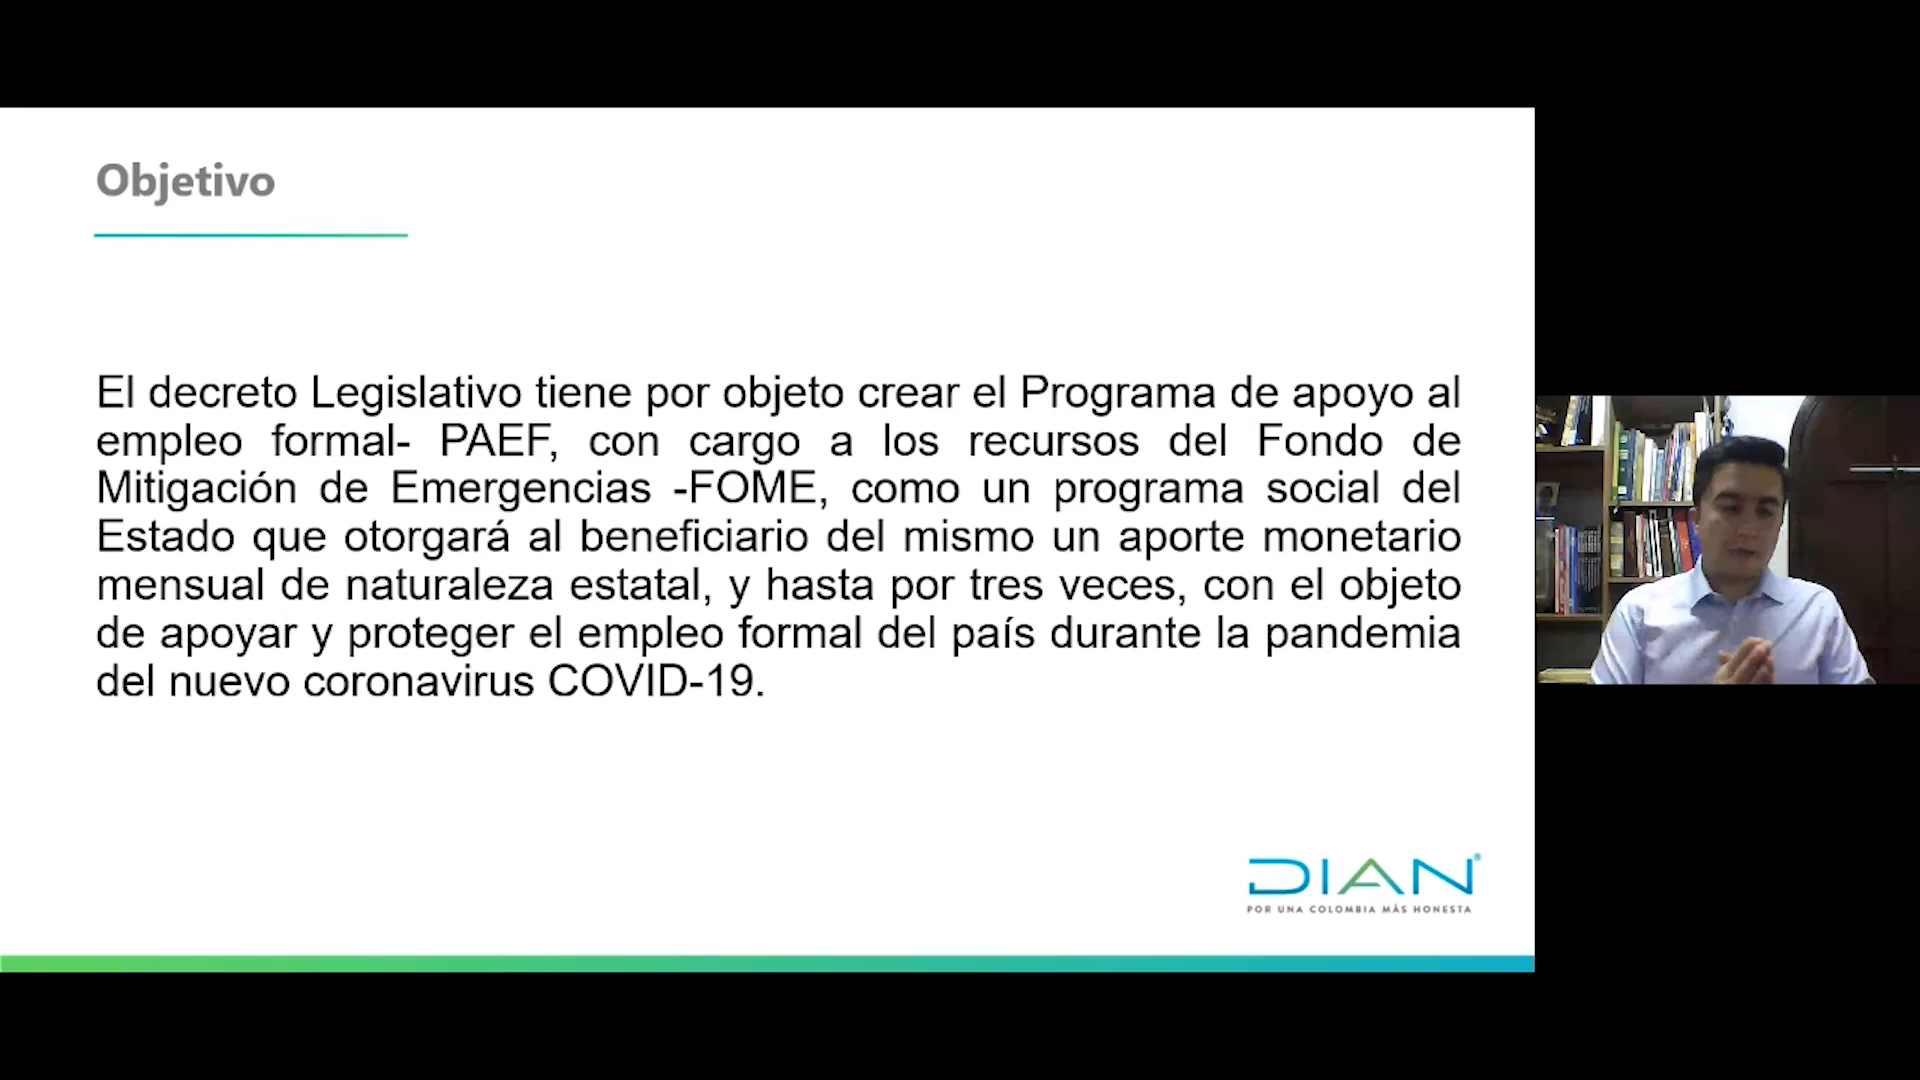 Objetivo
El decreto Legislativo tiene por objeto crear el Programa de apoyo al
empleo formal- PAEF, con cargo a los recursos del Fondo de
Mitigación de Emergencias -FOME, como un programa social del
Estado que otorgará al beneficiario del mismo un aporte monetario
mensual de naturaleza estatal, y hasta por tres veces, con el objeto
de apoyar y proteger el empleo formal del país durante la pandemia
del nuevo coronavirus COVID-19.
DIAN®
POR UNA COLOMBIA MÁS HONESTA